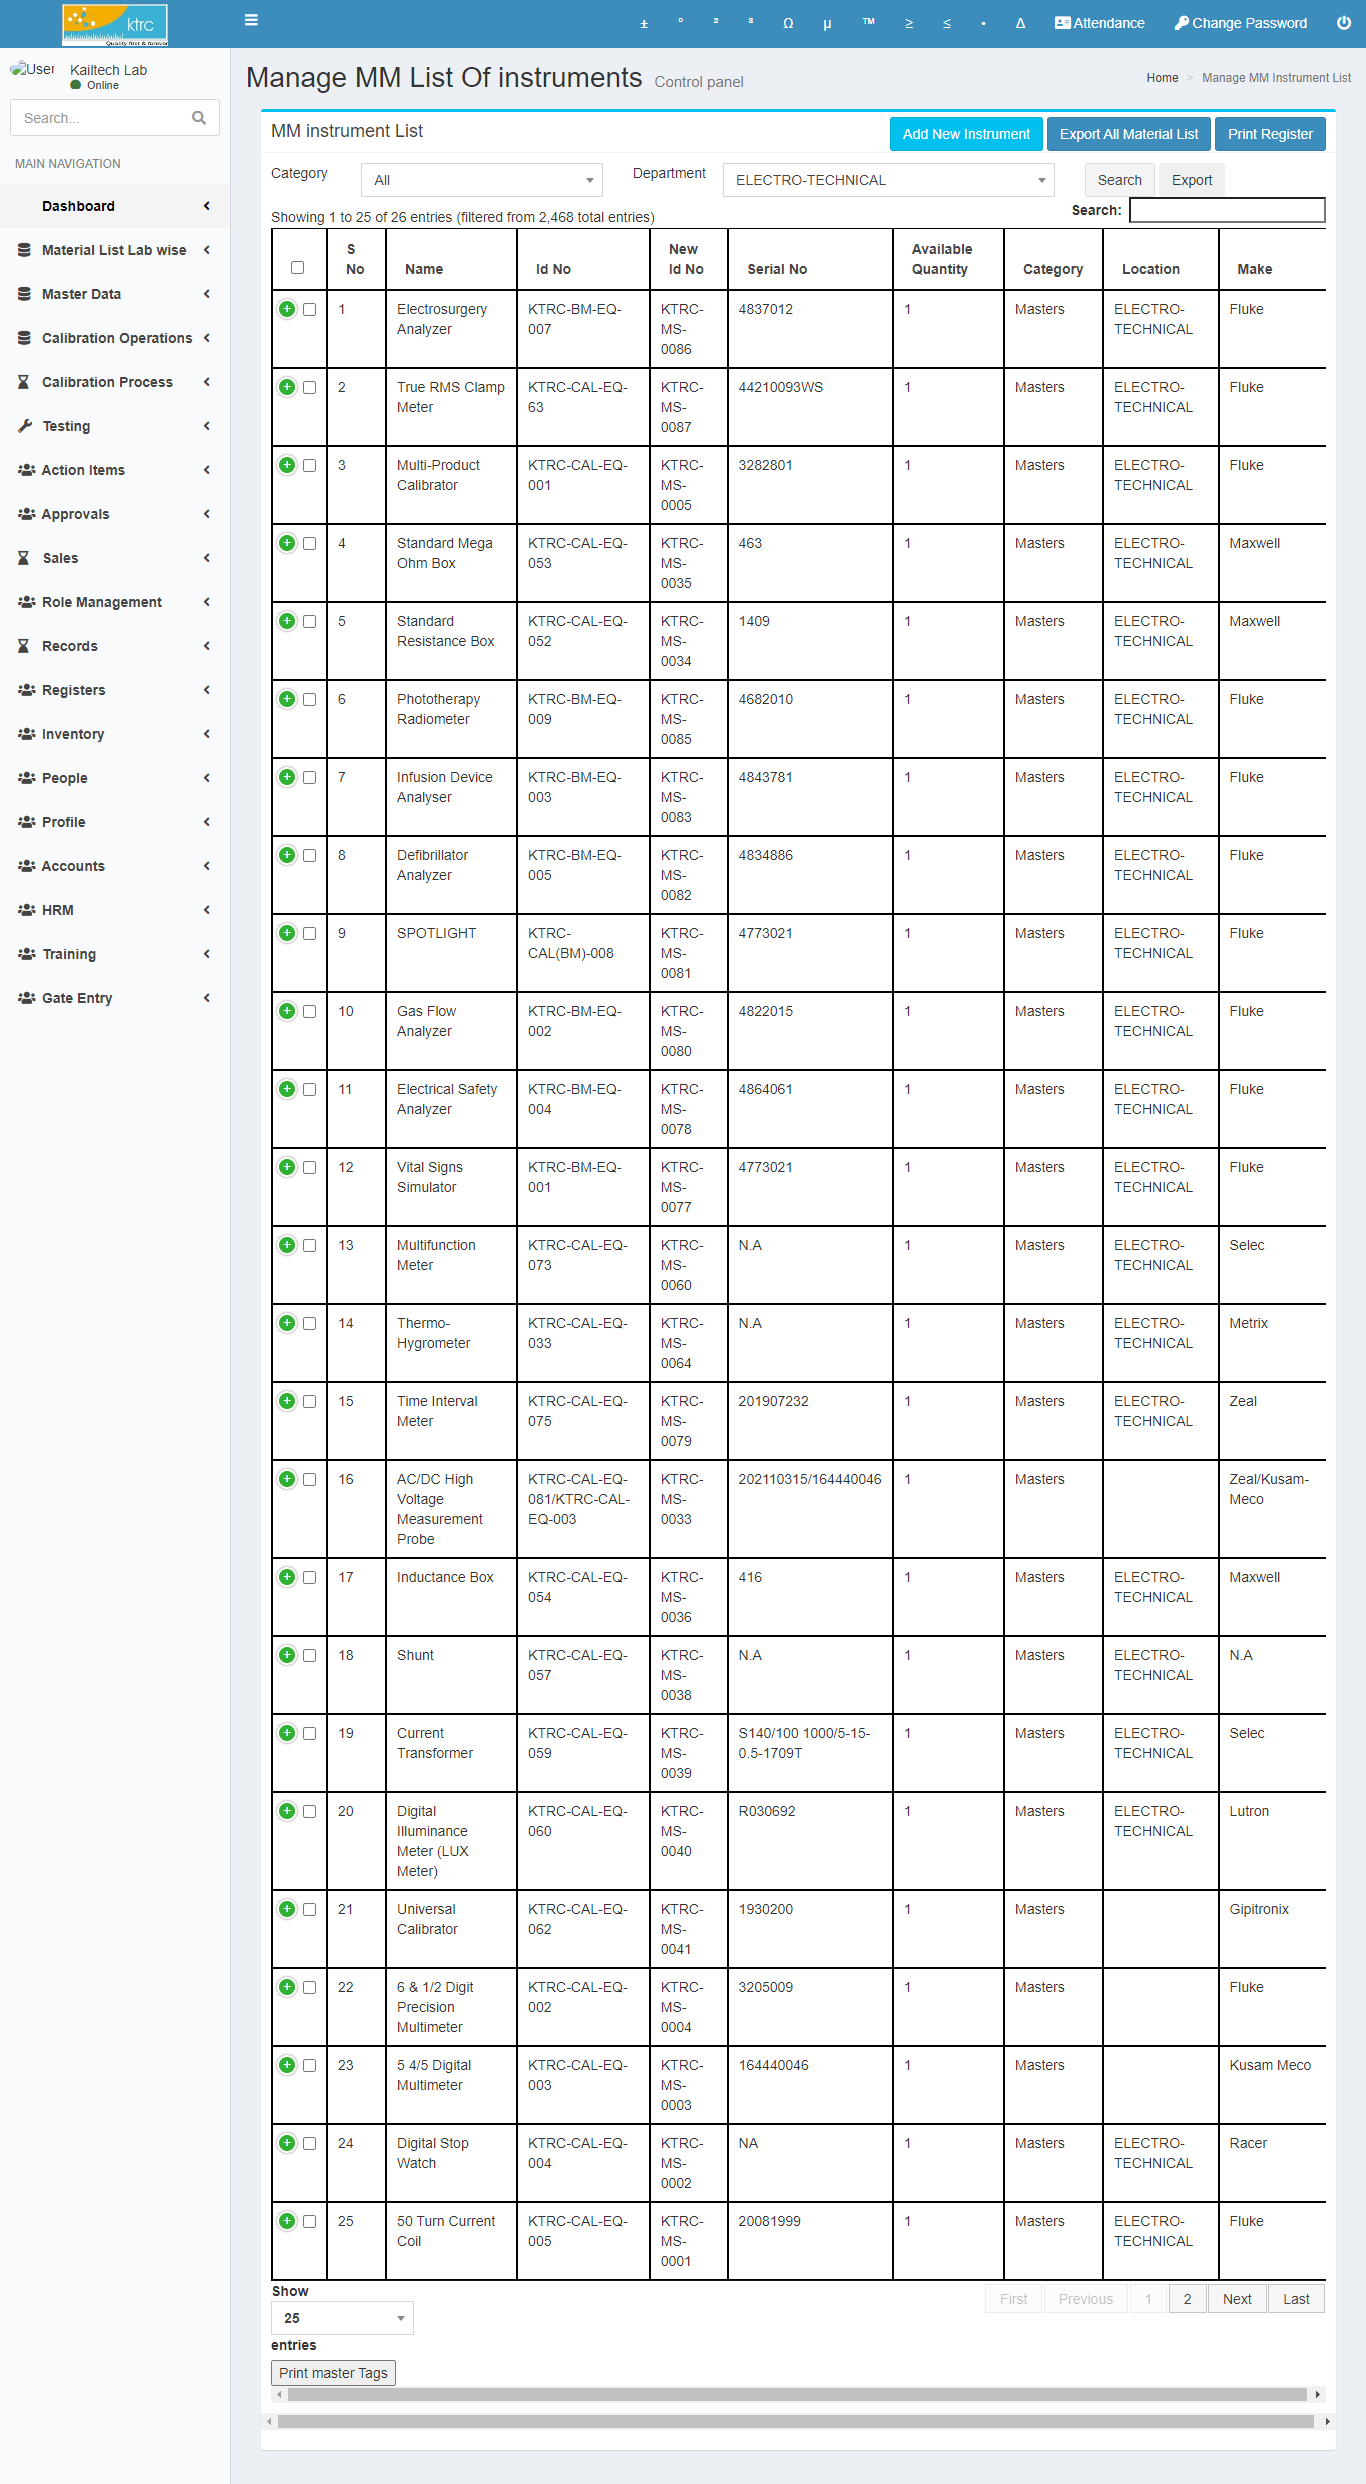 ktrc
Quality first & forever
± ° ² ³ Ω µ ™ ≥ ≤ • Δ Attendance Change Password
User
Kailtech Lab
Online
Search...
MAIN NAVIGATION
Dashboard
Material List Lab wise
Master Data
Calibration Operations
Calibration Process
Testing
Action Items
Approvals
Sales
Role Management
Records
Registers
Inventory
People
Profile
Accounts
HRM
Training
Gate Entry
Manage MM List Of instruments Control panel
Home > Manage MM Instrument List
MM instrument List
Add New Instrument Export All Material List Print Register
Category All Department ELECTRO-TECHNICAL Search Export
Showing 1 to 25 of 26 entries (filtered from 2,468 total entries)
Search:
S No Name Id No New Id No Serial No Available Quantity Category Location Make
1 Electrosurgery Analyzer KTRC-BM-EQ-007 KTRC-MS-0086 4837012 1 Masters ELECTRO-TECHNICAL Fluke
2 True RMS Clamp Meter KTRC-CAL-EQ-63 KTRC-MS-0087 44210093WS 1 Masters ELECTRO-TECHNICAL Fluke
3 Multi-Product Calibrator KTRC-CAL-EQ-001 KTRC-MS-0005 3282801 1 Masters ELECTRO-TECHNICAL Fluke
4 Standard Mega Ohm Box KTRC-CAL-EQ-053 KTRC-MS-0035 463 1 Masters ELECTRO-TECHNICAL Maxwell
5 Standard Resistance Box KTRC-CAL-EQ-052 KTRC-MS-0034 1409 1 Masters ELECTRO-TECHNICAL Maxwell
6 Phototherapy Radiometer KTRC-BM-EQ-009 KTRC-MS-0085 4682010 1 Masters ELECTRO-TECHNICAL Fluke
7 Infusion Device Analyser KTRC-BM-EQ-003 KTRC-MS-0083 4843781 1 Masters ELECTRO-TECHNICAL Fluke
8 Defibrillator Analyzer KTRC-BM-EQ-005 KTRC-MS-0082 4834886 1 Masters ELECTRO-TECHNICAL Fluke
9 SPOTLIGHT KTRC-CAL(BM)-008 KTRC-MS-0081 4773021 1 Masters ELECTRO-TECHNICAL Fluke
10 Gas Flow Analyzer KTRC-BM-EQ-002 KTRC-MS-0080 4822015 1 Masters ELECTRO-TECHNICAL Fluke
11 Electrical Safety Analyzer KTRC-BM-EQ-004 KTRC-MS-0078 4864061 1 Masters ELECTRO-TECHNICAL Fluke
12 Vital Signs Simulator KTRC-BM-EQ-001 KTRC-MS-0077 4773021 1 Masters ELECTRO-TECHNICAL Fluke
13 Multifunction Meter KTRC-CAL-EQ-073 KTRC-MS-0060 N.A 1 Masters ELECTRO-TECHNICAL Selec
14 Thermo-Hygrometer KTRC-CAL-EQ-033 KTRC-MS-0064 N.A 1 Masters ELECTRO-TECHNICAL Metrix
15 Time Interval Meter KTRC-CAL-EQ-075 KTRC-MS-0079 201907232 1 Masters ELECTRO-TECHNICAL Zeal
16 AC/DC High Voltage Measurement Probe KTRC-CAL-EQ-081/KTRC-CAL-EQ-003 KTRC-MS-0033 202110315/164440046 1 Masters Zeal/Kusam-Meco
17 Inductance Box KTRC-CAL-EQ-054 KTRC-MS-0036 416 1 Masters ELECTRO-TECHNICAL Maxwell
18 Shunt KTRC-CAL-EQ-057 KTRC-MS-0038 N.A 1 Masters ELECTRO-TECHNICAL N.A
19 Current Transformer KTRC-CAL-EQ-059 KTRC-MS-0039 S140/100 1000/5-15-0.5-1709T 1 Masters ELECTRO-TECHNICAL Selec
20 Digital Illuminance Meter (LUX Meter) KTRC-CAL-EQ-060 KTRC-MS-0040 R030692 1 Masters ELECTRO-TECHNICAL Lutron
21 Universal Calibrator KTRC-CAL-EQ-062 KTRC-MS-0041 1930200 1 Masters Gipitronix
22 6 & 1/2 Digit Precision Multimeter KTRC-CAL-EQ-002 KTRC-MS-0004 3205009 1 Masters Fluke
23 5 4/5 Digital Multimeter KTRC-CAL-EQ-003 KTRC-MS-0003 164440046 1 Masters Kusam Meco
24 Digital Stop Watch KTRC-CAL-EQ-004 KTRC-MS-0002 NA 1 Masters ELECTRO-TECHNICAL Racer
25 50 Turn Current Coil KTRC-CAL-EQ-005 KTRC-MS-0001 20081999 1 Masters ELECTRO-TECHNICAL Fluke
Show
25
entries
First Previous 1 2 Next Last
Print master Tags